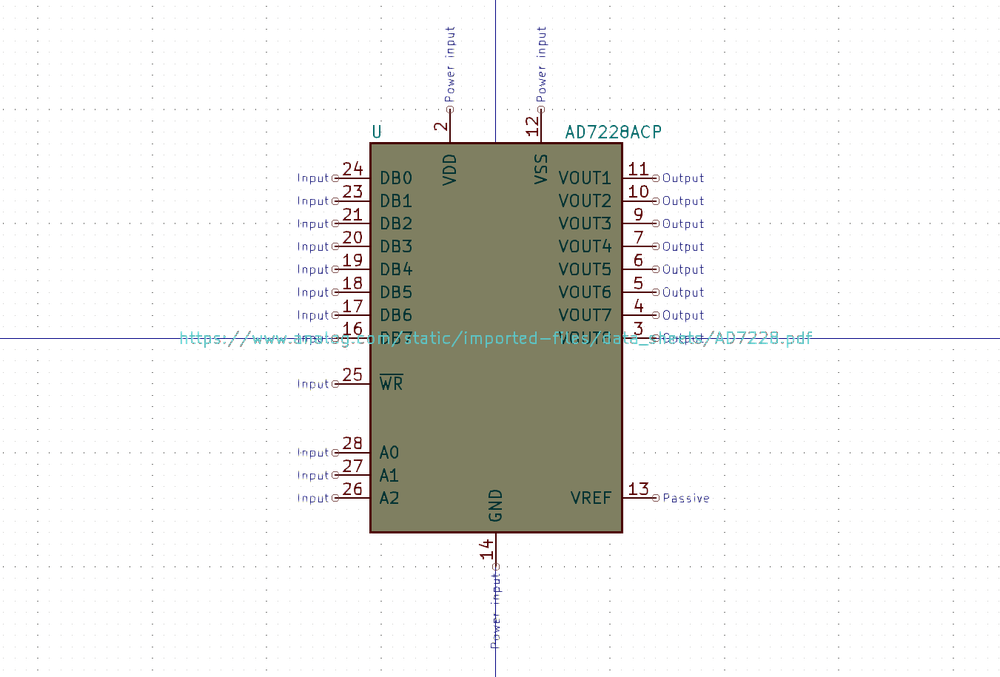 Power input Power input
2 12
U AD7228ACP
VDD VSS
Input 24 DB0 VOUT1 11 Output
Input 23 DB1 VOUT2 10 Output
Input 21 DB2 VOUT3 9 Output
Input 20 DB3 VOUT4 7 Output
Input 19 DB4 VOUT5 6 Output
Input 18 DB5 VOUT6 5 Output
Input 17 DB6 VOUT7 4 Output
Input 16 DB7 VOUT8 3 Output
https://www.analog.com/static/imported-files/data_sheets/AD7228.pdf
Input 25 WR
Input 28 A0
Input 27 A1
Input 26 A2 VREF 13 Passive
GND
14
Power input